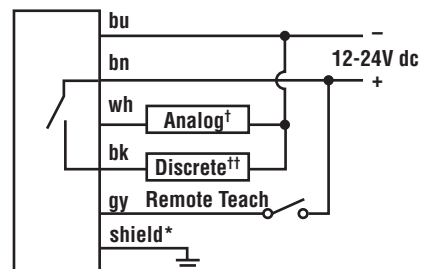 bu
−
bn
12-24V dc
+
wh
Analog†
bk
Discrete††
gy
Remote Teach
shield*